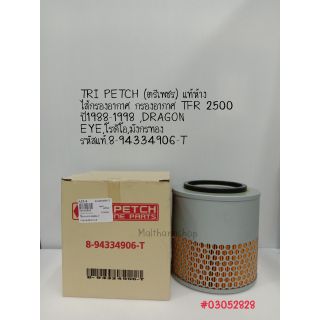 TRI PETCH (ตรีเพชร) แท้ห้าง
ไส้กรองอากาศ กรองอากาศ TFR 2500
ปี1988-1998 ,DRAGON
EYE,โรดิโอ,มังกรทอง
รหัสแท้ 8-94334906-T
PETCH
NE PARTS
8-94334906-T
Maithaneshop
#03052828